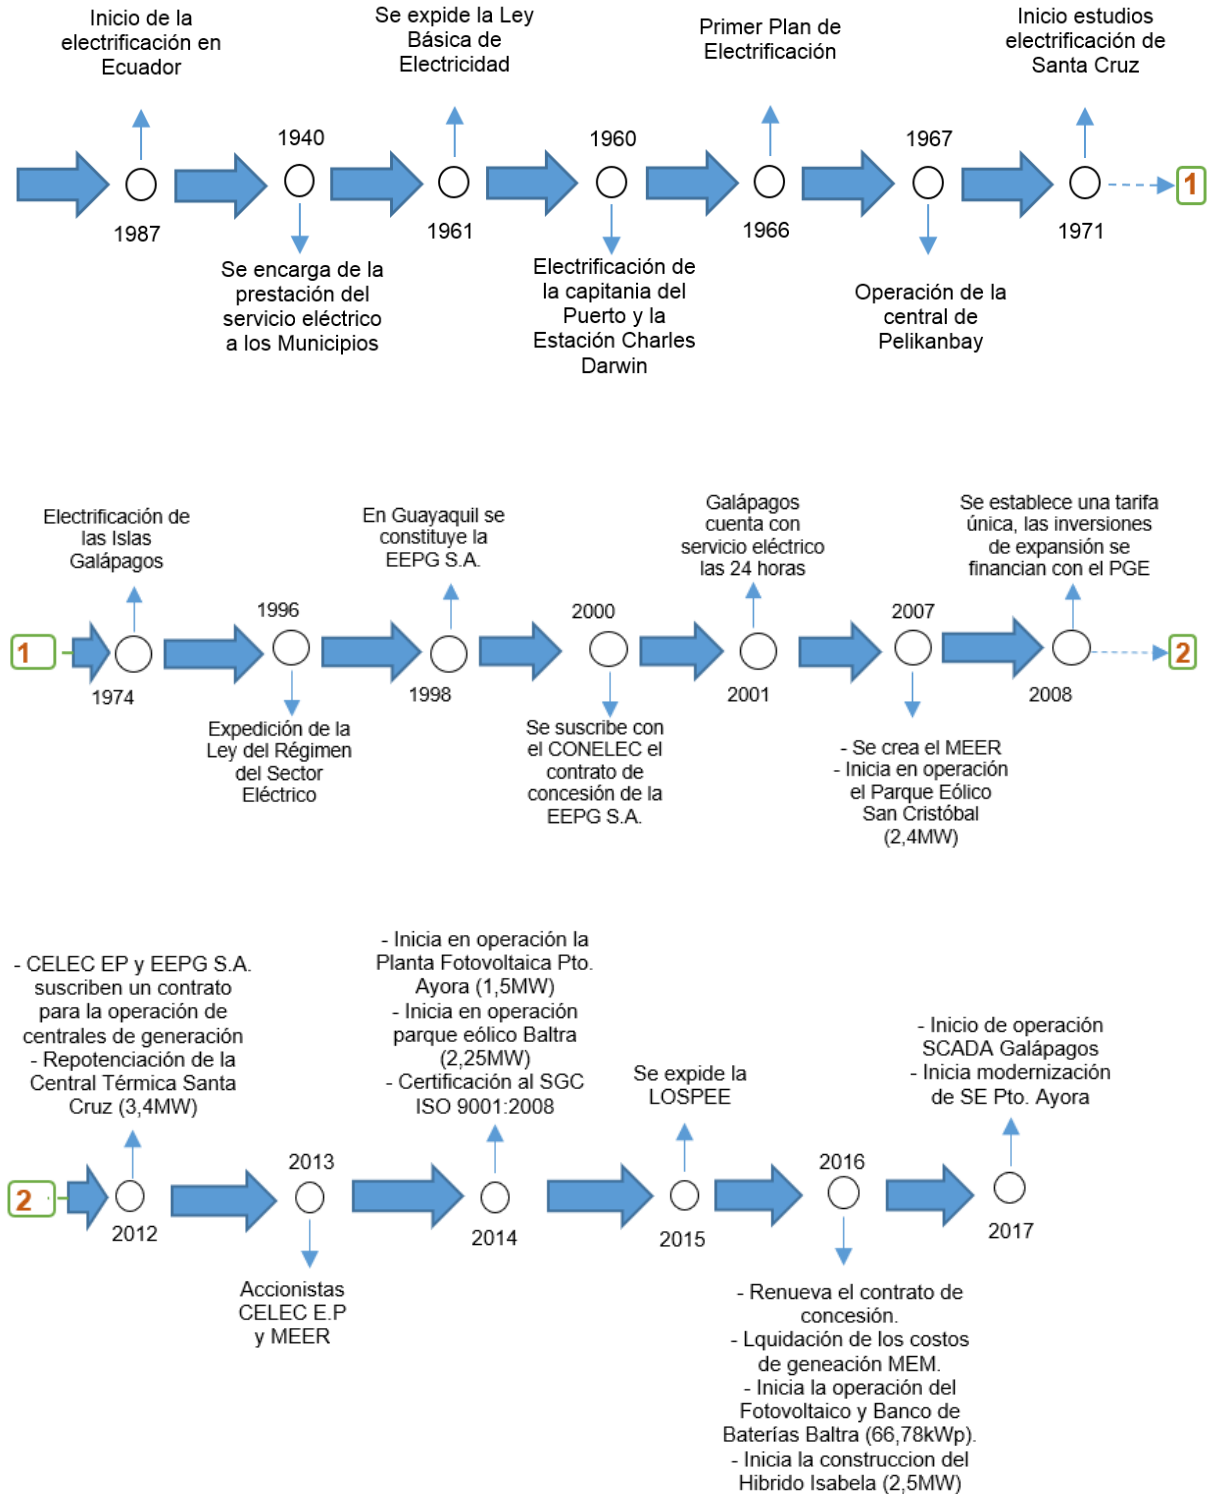 Inicio de la
electrificación en
Ecuador
1987
1940
Se encarga de la
prestación del
servicio eléctrico
a los Municipios
Se expide la Ley
Básica de
Electricidad
1961
1960
Electrificación de
la capitania del
Puerto y la
Estación Charles
Darwin
Primer Plan de
Electrificación
1966
1967
Operación de la
central de
Pelikanbay
Inicio estudios
electrificación de
Santa Cruz
1971
1
1
Electrificación de
las Islas
Galápagos
1974
1996
Expedición de la
Ley del Régimen
del Sector
Eléctrico
En Guayaquil se
constituye la
EEPG S.A.
1998
2000
Se suscribe con
el CONELEC el
contrato de
concesión de la
EEPG S.A.
Galápagos
cuenta con
servicio eléctrico
las 24 horas
2001
2007
- Se crea el MEER
- Inicia en operación
el Parque Eólico
San Cristóbal
(2,4MW)
Se establece una tarifa
única, las inversiones
de expansión se
financian con el PGE
2008
2
2
- CELEC EP y EEPG S.A.
suscriben un contrato
para la operación de
centrales de generación
- Repotenciación de la
Central Térmica Santa
Cruz (3,4MW)
2012
2013
Accionistas
CELEC E.P
y MEER
- Inicia en operación la
Planta Fotovoltaica Pto.
Ayora (1,5MW)
- Inicia en operación
parque eólico Baltra
(2,25MW)
- Certificación al SGC
ISO 9001:2008
2014
Se expide la
LOSPEE
2015
2016
- Renueva el contrato de
concesión.
- Lquidación de los costos
de geneación MEM.
- Inicia la operación del
Fotovoltaico y Banco de
Baterías Baltra (66,78kWp).
- Inicia la construccion del
Hibrido Isabela (2,5MW)
- Inicio de operación
SCADA Galápagos
- Inicia modernización
de SE Pto. Ayora
2017